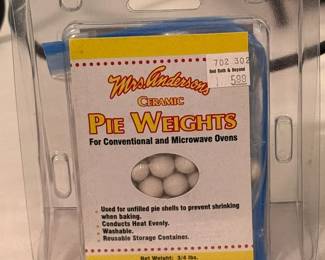 702 302
Bed Bath & Beyond
5.99
Mrs. Anderson's
CERAMIC
PIE WEIGHTS
For Conventional and Microwave Ovens
• Used for unfilled pie shells to prevent shrinking
when baking.
• Conducts Heat Evenly.
• Washable.
• Reusable Storage Container.
Net Weight: 3/4 lbs.